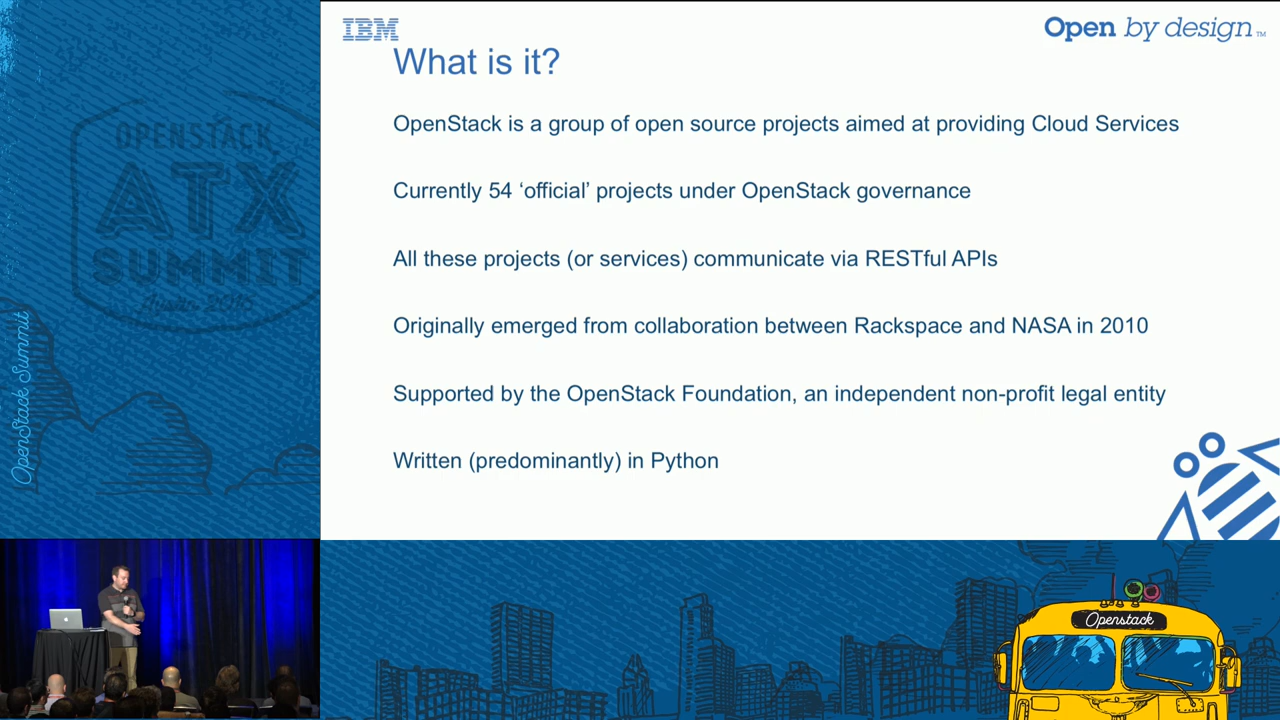 IBM
Open by design™
What is it?
OpenStack is a group of open source projects aimed at providing Cloud Services
Currently 54 ‘official’ projects under OpenStack governance
All these projects (or services) communicate via RESTful APIs
Originally emerged from collaboration between Rackspace and NASA in 2010
Supported by the OpenStack Foundation, an independent non-profit legal entity
Written (predominantly) in Python
OPENSTACK
ATX
SUMMIT
Austin 2016
OpenStack Summit
Openstack